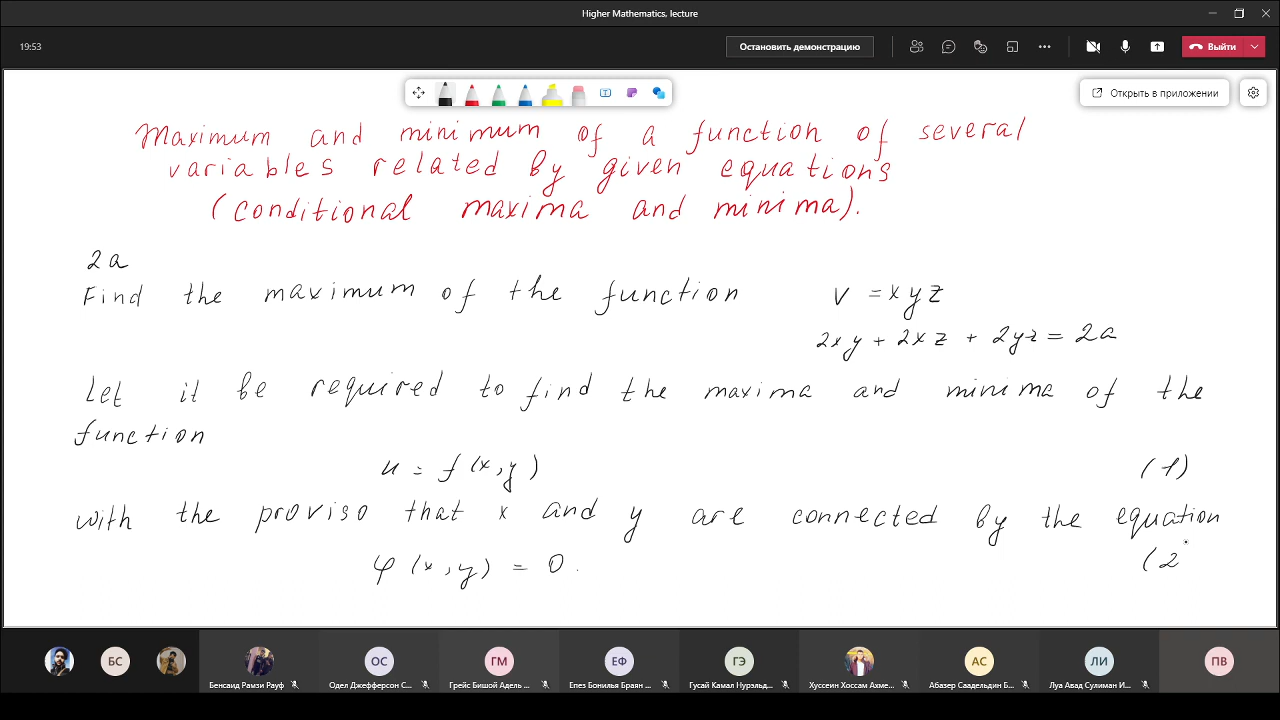 Higher Mathematics, lecture
19:53
Остановить демонстрацию
Выйти
Открыть в приложении
Maximum and minimum of a function of several
variables related by given equations
(conditional maxima and minima).
2a
Find the maximum of the function v = xyz
2xy + 2xz + 2yz = 2a
Let it be required to find the maxima and minima of the
function
u = f(x,y) (1)
with the proviso that x and y are connected by the equation
φ(x,y) = 0. (2
БС
ОС
ГМ
ЕФ
ГЭ
АС
ЛИ
ПВ
Бенсаид Рамзи Рауф
Одел Джефферсон С...
Грейс Бишой Адель ...
Епез Бонилья Браян ...
Гусай Камал Нурэльд...
Хуссеин Хоссам Ахме...
Абазер Саадельдин Б...
Луа Авад Сулиман И...